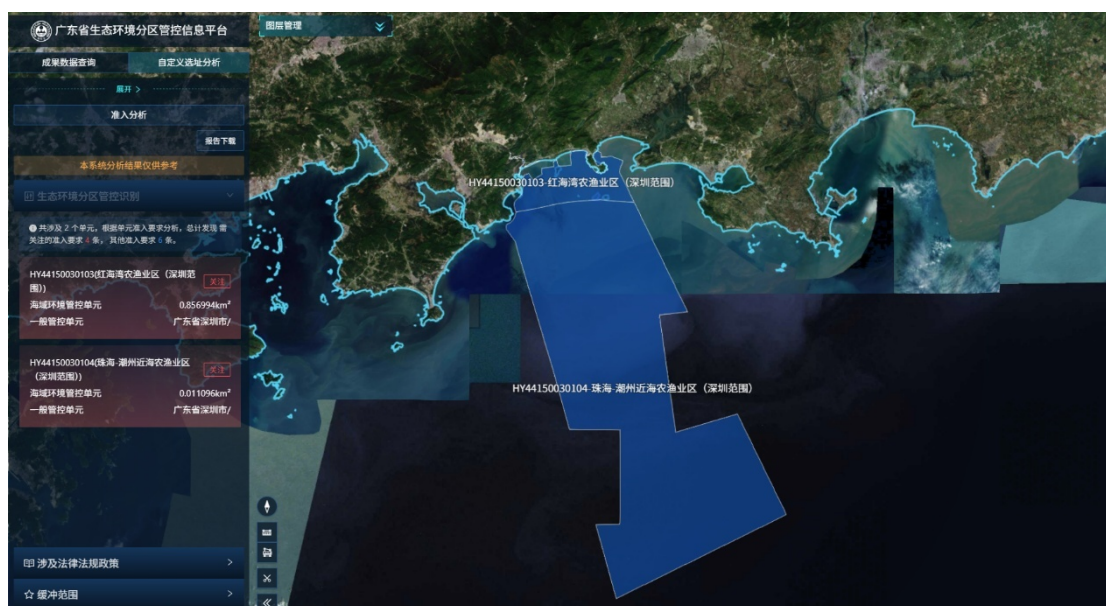 广东省生态环境分区管控信息平台
图层管理
成果数据查询
自定义选址分析
展开 >
准入分析
报告下载
本系统分析结果仅供参考
生态环境分区管控识别
共涉及 2 个单元，根据单元准入要求分析，总计发现 需
关注的准入要求 4 条， 其他准入要求 6 条。
HY44150030103(红海湾农渔业区（深圳范
围）)
关注
海域环境管控单元
0.856994km²
一般管控单元
广东省深圳市/
HY44150030104(珠海-潮州近海农渔业区
（深圳范围）)
关注
海域环境管控单元
0.011096km²
一般管控单元
广东省深圳市/
涉及法律法规政策
缓冲范围
HY44150030103-红海湾农渔业区（深圳范围）
HY44150030104-珠海-潮州近海农渔业区（深圳范围）